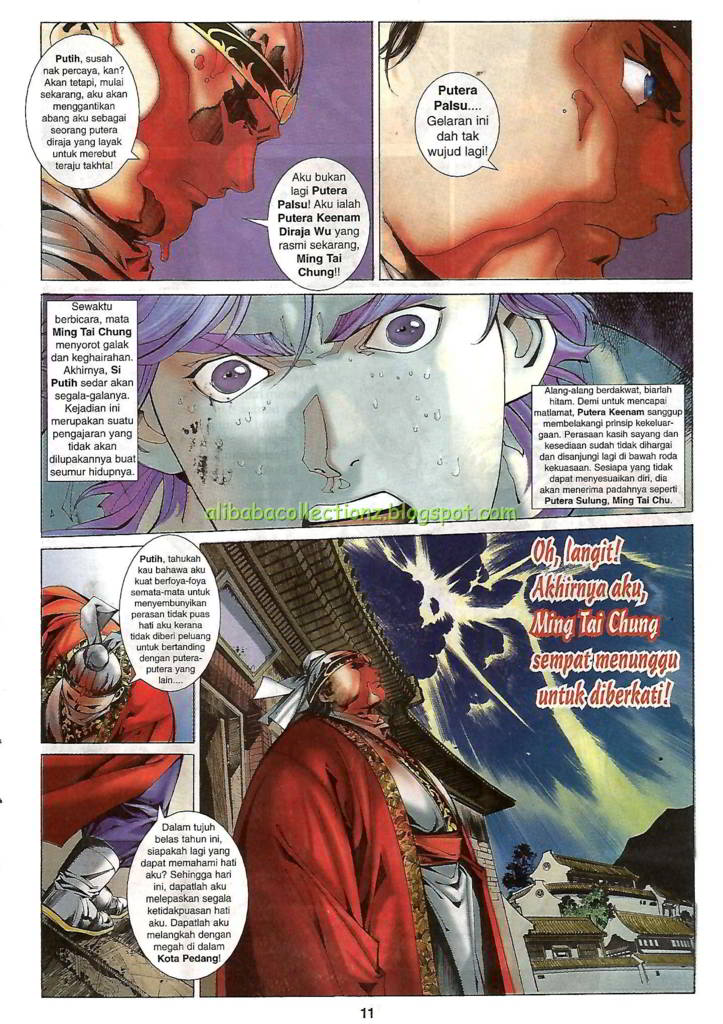 Putih, susah
nak percaya, kan?
Akan tetapi, mulai
sekarang, aku akan
menggantikan
abang aku sebagai
seorang putera
diraja yang layak
untuk merebut
teraju takhta!
Aku bukan
lagi Putera
Palsu! Aku ialah
Putera Keenam
Diraja Wu yang
rasmi sekarang,
Ming Tai
Chung!!
Putera
Palsu....
Gelaran ini
dah tak
wujud lagi!
Sewaktu
berbicara, mata
Ming Tai Chung
menyorot galak
dan keghairahan.
Akhirnya, Si
Putih sedar akan
segala-galanya.
Kejadian ini
merupakan suatu
pengajaran yang
tidak akan
dilupakannya buat
seumur hidupnya.
Alang-alang berdakwat, biarlah
hitam. Demi untuk mencapai
matlamat, Putera Keenam sanggup
membelakangi prinsip kekeluar-
gaan. Perasaan kasih sayang dan
kesediaan sudah tidak dihargai
dan disanjungi lagi di bawah roda
kekuasaan. Sesiapa yang tidak
dapat menyesuaikan diri, dia
akan menerima padahnya seperti
Putera Sulung, Ming Tai Chu.
alibabacollectionz.blogspot.com
Putih, tahukah
kau bahawa aku
kuat berfoya-foya
semata-mata untuk
menyembunyikan
perasan tidak puas
hati aku kerana
tidak diberi peluang
untuk bertanding
dengan putera-
putera yang
lain....
Oh, langit!
Akhirnya aku,
Ming Tai Chung
sempat menunggu
untuk diberkati!
Dalam tujuh
belas tahun ini,
siapakah lagi yang
dapat memahami hati
aku? Sehingga hari
ini, dapatlah aku
melepaskan segala
ketidakpuasan hati
aku. Dapatlah aku
melangkah dengan
megah di dalam
Kota Pedang!
11